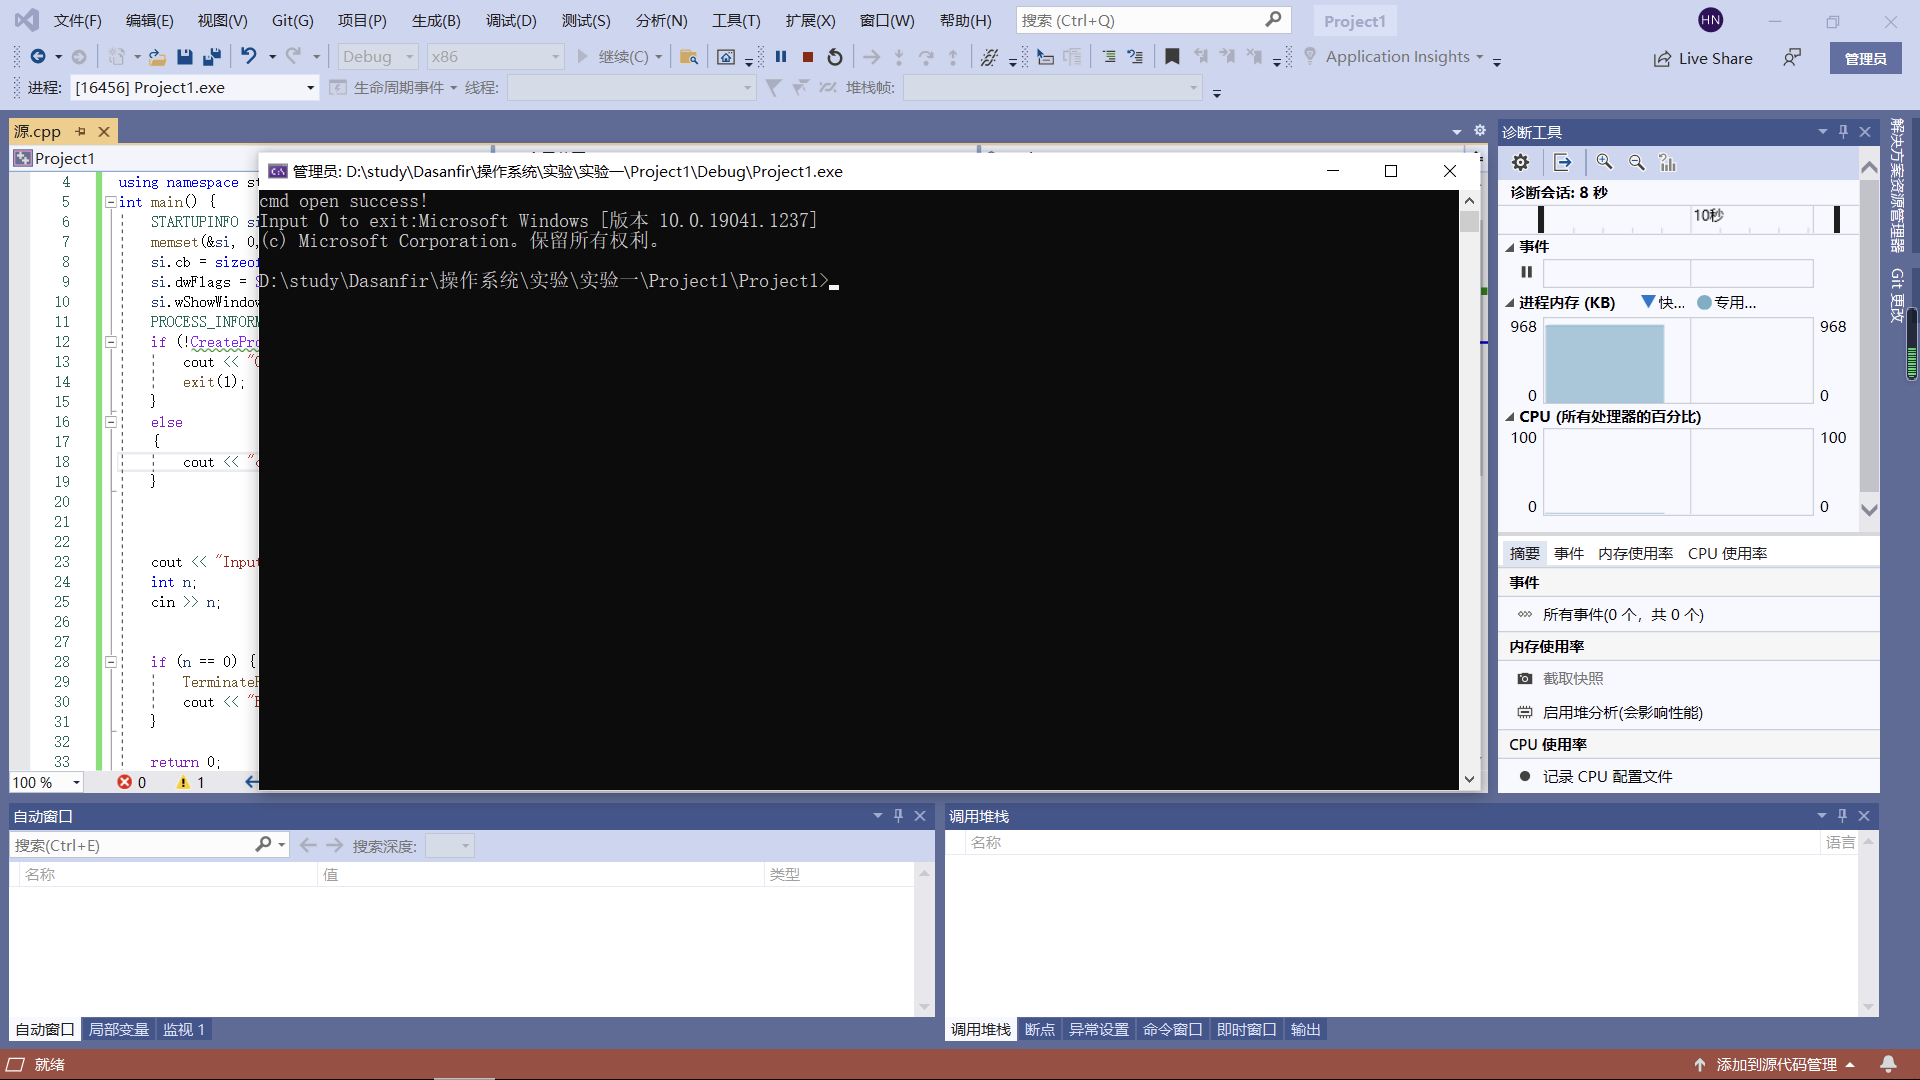 文件(F) 编辑(E) 视图(V) Git(G) 项目(P) 生成(B) 调试(D) 测试(S) 分析(N) 工具(T) 扩展(X) 窗口(W) 帮助(H) 搜索 (Ctrl+Q) Project1 HN
Debug x86 继续(C) Application Insights Live Share 管理员
进程: [16456] Project1.exe 生命周期事件 线程: 堆栈帧:
源.cpp
Project1
管理员: D:\study\Dasanfir\操作系统\实验\实验一\Project1\Debug\Project1.exe
cmd open success!
Input 0 to exit:Microsoft Windows [版本 10.0.19041.1237]
(c) Microsoft Corporation。保留所有权利。
D:\study\Dasanfir\操作系统\实验\实验一\Project1\Project1>
4 using namespace st
5 int main() {
6 STARTUPINFO si
7 memset(&si, 0,
8 si.cb = sizeof
9 si.dwFlags = S
10 si.wShowWindow
11 PROCESS_INFORM
12 if (!CreatePro
13 cout << "C
14 exit(1);
15 }
16 else
17 {
18 cout << "c
19 }
20
21
22
23 cout << "Input
24 int n;
25 cin >> n;
26
27
28 if (n == 0) {
29 TerminateP
30 cout << "E
31 }
32
33 return 0;
100 % 0 1
诊断工具
诊断会话: 8 秒
10秒
事件
进程内存 (KB) 快... 专用...
968 968
0 0
CPU (所有处理器的百分比)
100 100
0 0
摘要 事件 内存使用率 CPU 使用率
事件
所有事件(0 个，共 0 个)
内存使用率
截取快照
启用堆分析(会影响性能)
CPU 使用率
记录 CPU 配置文件
解决方案资源管理器
Git 更改
自动窗口
搜索(Ctrl+E) 搜索深度:
名称 值 类型
自动窗口 局部变量 监视 1
调用堆栈
名称 语言
调用堆栈 断点 异常设置 命令窗口 即时窗口 输出
就绪 添加到源代码管理